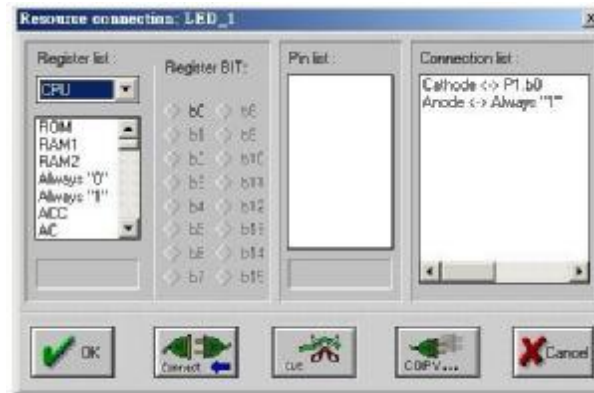 Resource connection: LED_1
Register list :
CPU
ROM
RAM1
RAM2
Always "0"
Always "1"
ACC
AC
Register BIT:
b0 b8
b1 b9
b2 b10
b3 b11
b4 b12
b5 b13
b6 b14
b7 b15
Pin list :
Connection list :
Cathode <-> P1.b0
Anode <-> Always "1"
OK
Connect
COPY...
Cancel